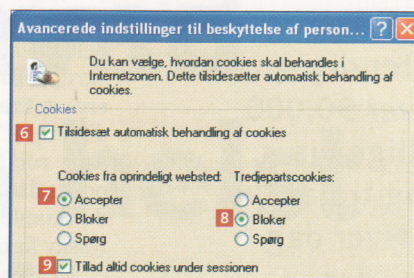 Avancerede indstillinger til beskyttelse af person...
Du kan vælge, hvordan cookies skal behandles i
Internetzonen. Dette tilsidesætter automatisk behandling af
cookies.
Cookies
6 Tilsidesæt automatisk behandling af cookies
Cookies fra oprindeligt websted: Tredjepartscookies:
7 Accepter Accepter
Bloker 8 Bloker
Spørg Spørg
9 Tillad altid cookies under sessionen